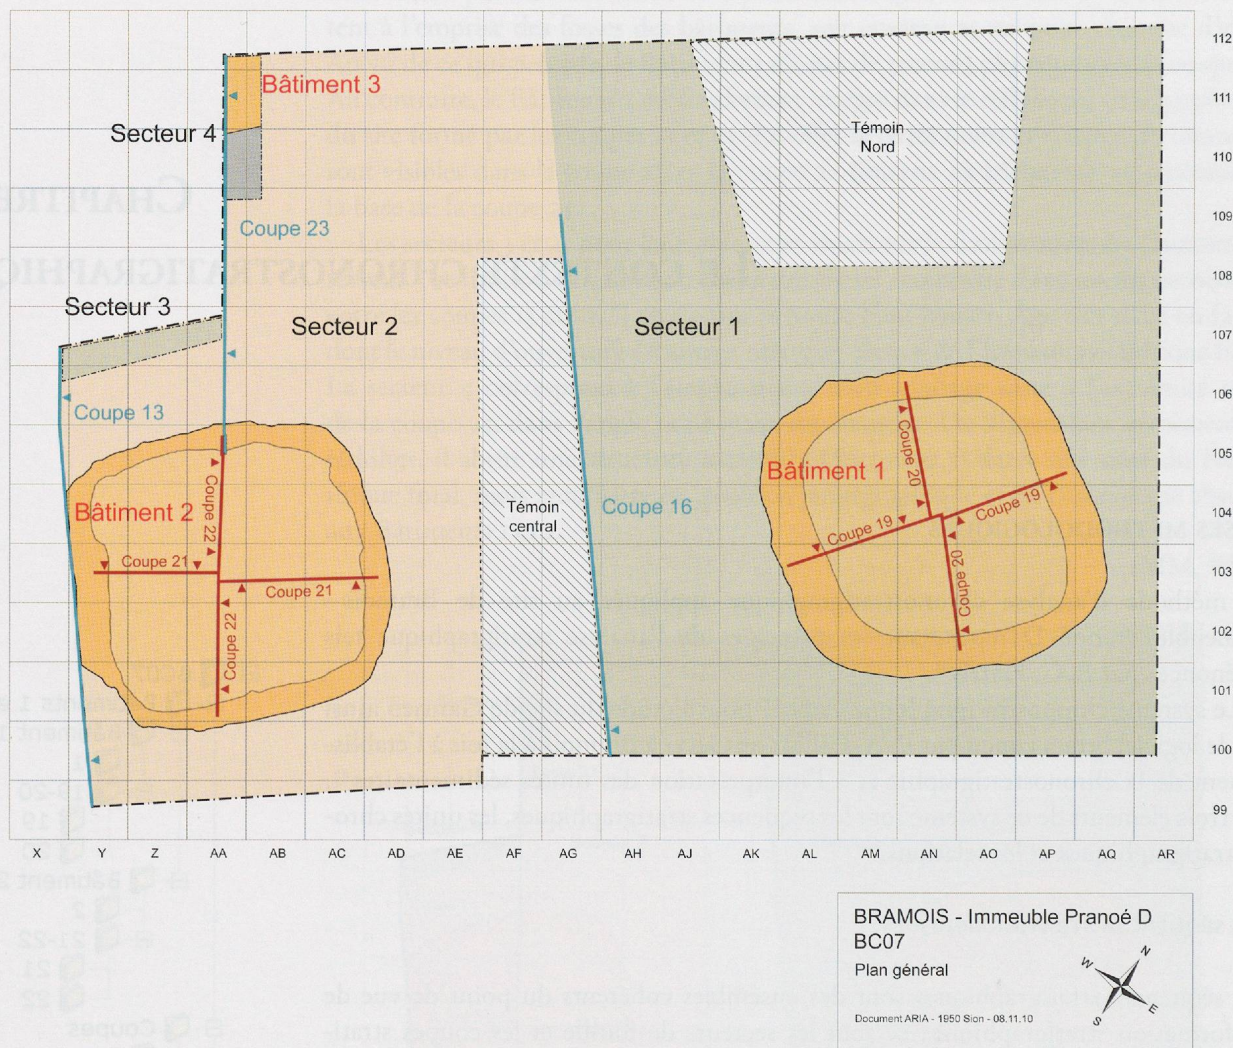 112
Bâtiment 3
111
Secteur 4
Témoin
Nord
110
Coupe 23
109
108
Secteur 3
Secteur 2
Secteur 1
107
Coupe 13
106
Coupe 20
105
Bâtiment 1
Coupe 22
Coupe 19
Bâtiment 2
Témoin
central
Coupe 16
104
Coupe 19
Coupe 21
Coupe 21
Coupe 20
103
Coupe 22
102
101
100
99
X Y Z AA AB AC AD AE AF AG AH AJ AK AL AM AN AO AP AQ AR
BRAMOIS - Immeuble Pranoé D
BC07
Plan général
N
W
E
S
Document ARIA - 1950 Sion - 08.11.10